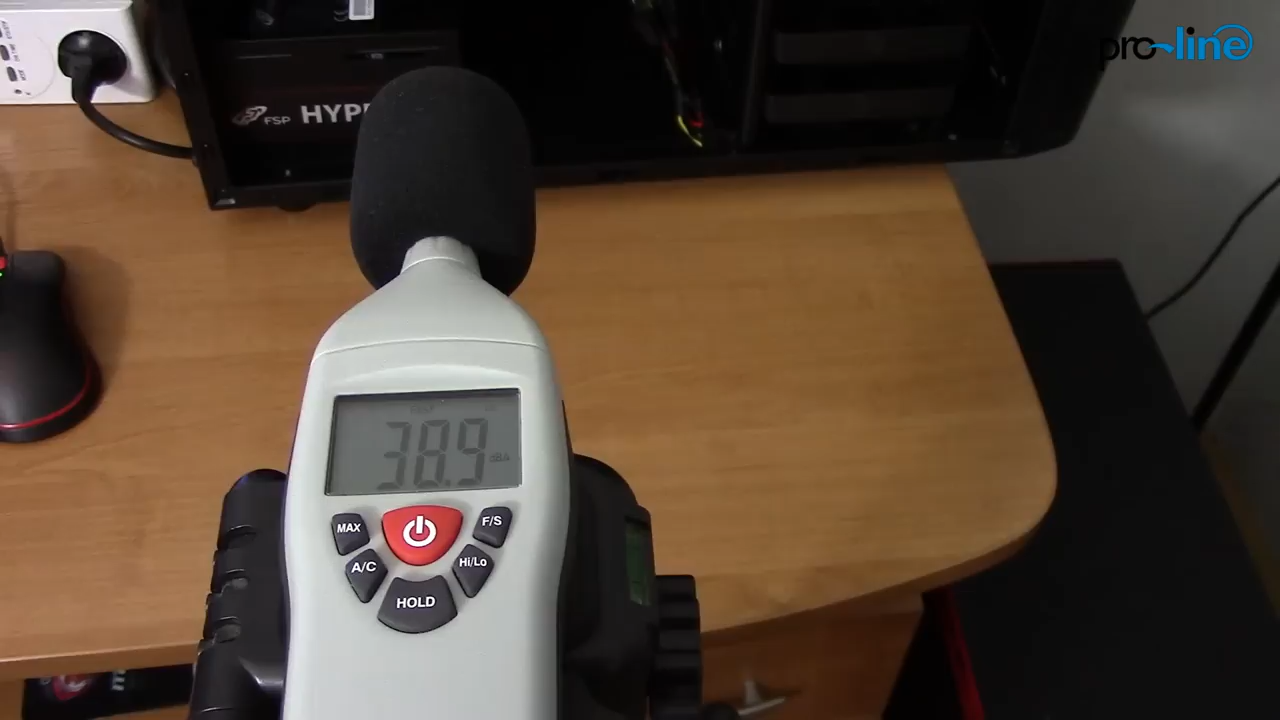 pro-line
FSP HYP
38.9
dBA
MAX
F/S
A/C
Hi/Lo
HOLD